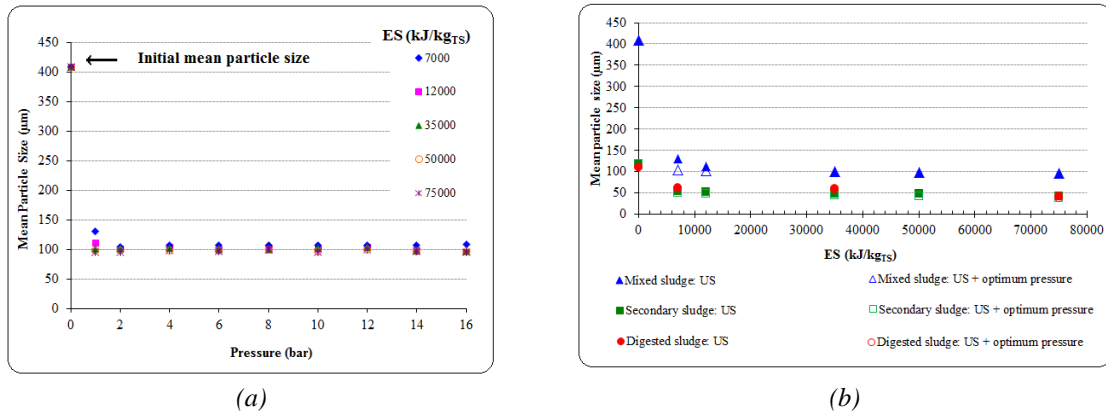 ES (kJ/kgTS)
450
400
350
300
250
200
150
100
50
0
Mean Particle Size (µm)
Initial mean particle size
7000
12000
35000
50000
75000
0 2 4 6 8 10 12 14 16
Pressure (bar)
(a)
450
400
350
300
250
200
150
100
50
0
Mean particle size (µm)
0 10000 20000 30000 40000 50000 60000 70000 80000
ES (kJ/kgTS)
Mixed sludge: US
Mixed sludge: US + optimum pressure
Secondary sludge: US
Secondary sludge: US + optimum pressure
Digested sludge: US
Digested sludge: US + optimum pressure
(b)